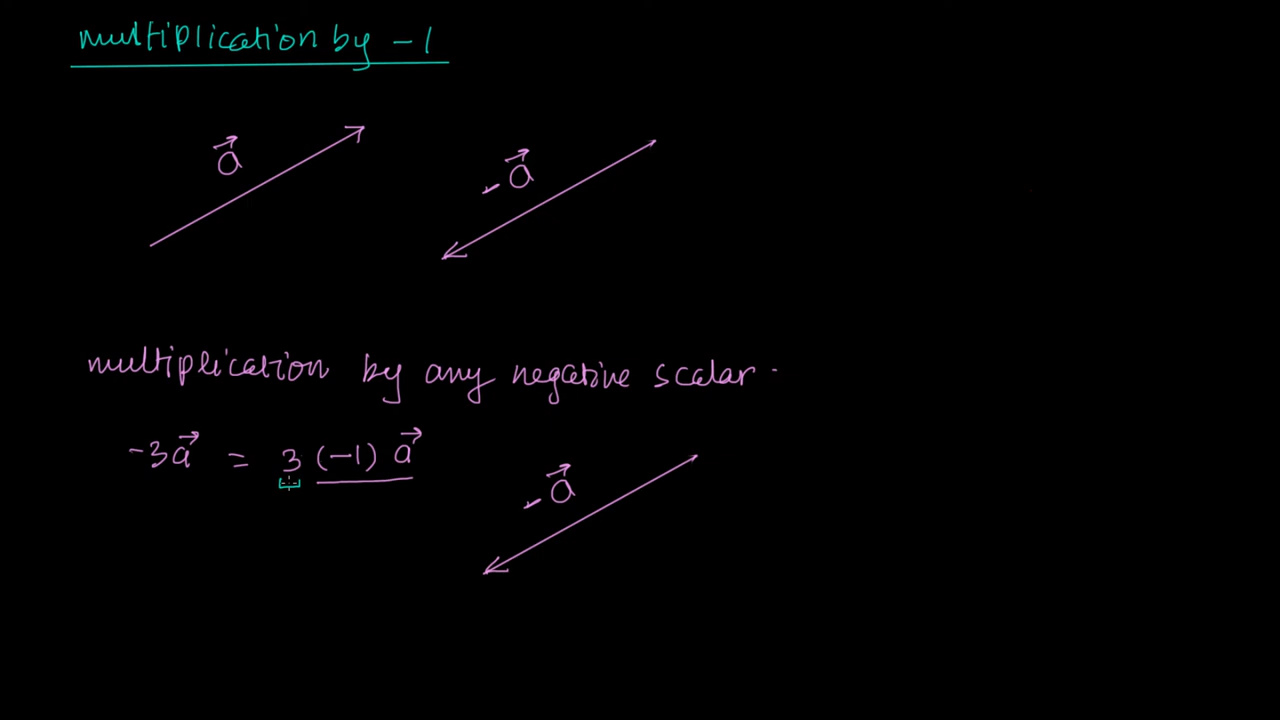 multiplication by -1
a⃗
-a⃗
multiplication by any negative scalar.
-3a⃗ = 3 (-1) a⃗
-a⃗